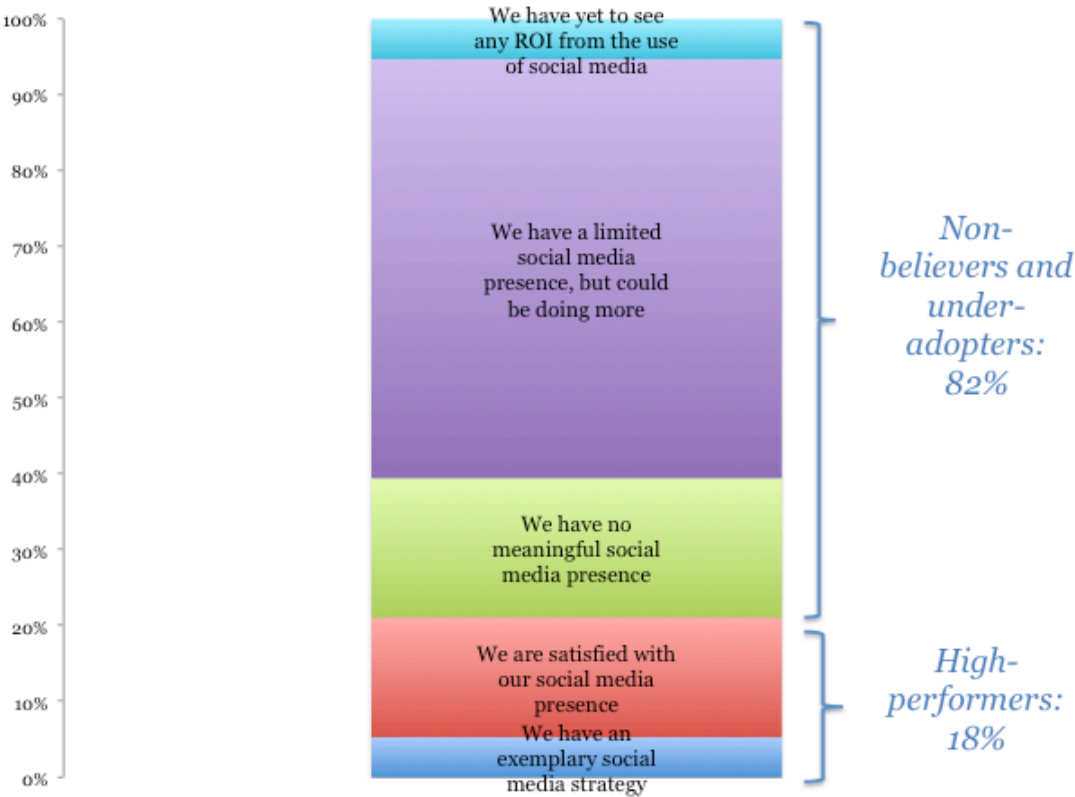 100%
90%
80%
70%
60%
50%
40%
30%
20%
10%
0%
We have yet to see
any ROI from the use
of social media
We have a limited
social media
presence, but could
be doing more
We have no
meaningful social
media presence
We are satisfied with
our social media
presence
We have an
exemplary social
media strategy
Non-
believers and
under-
adopters:
82%
High-
performers:
18%